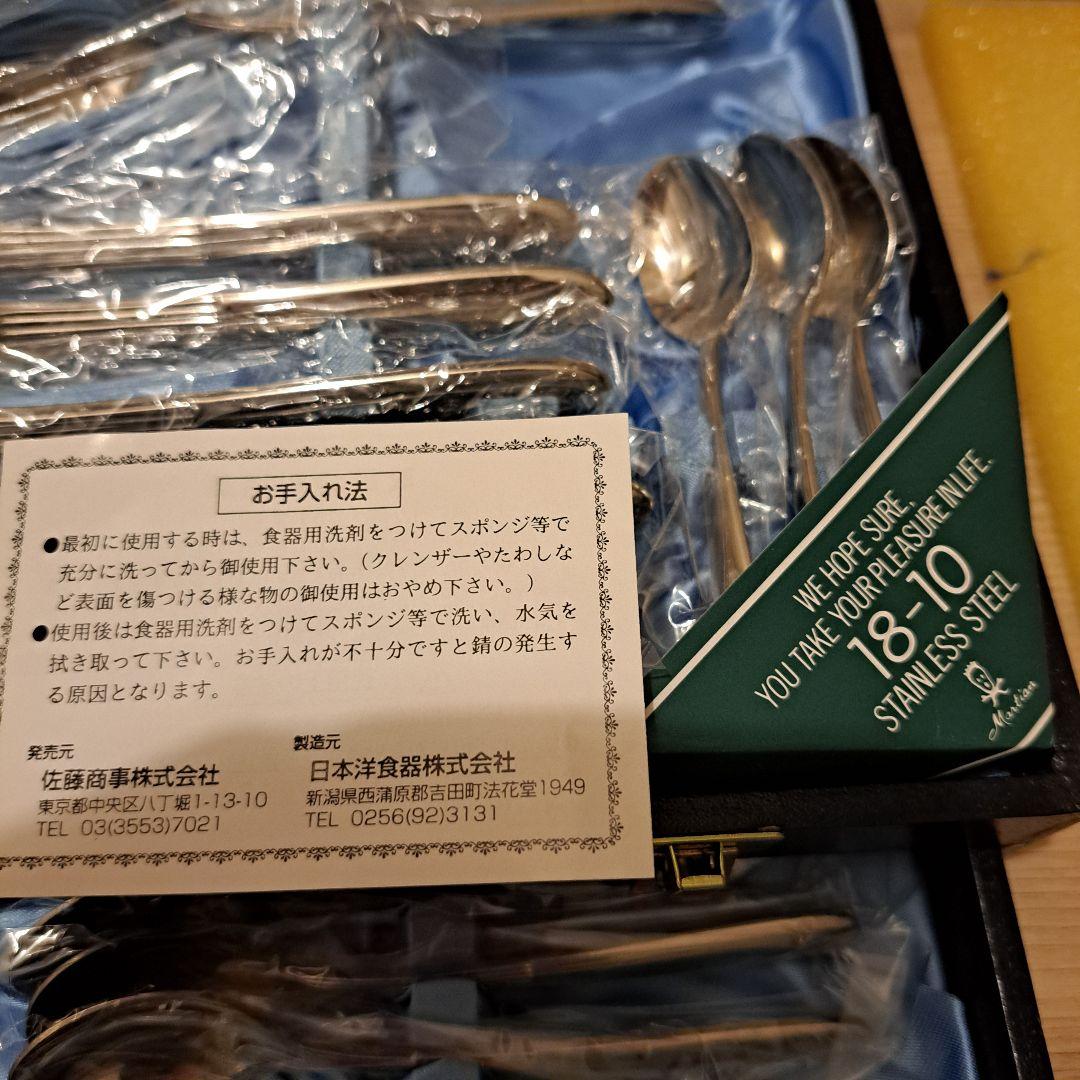 お手入れ法
●最初に使用する時は、食器用洗剤をつけてスポンジ等で
充分に洗ってから御使用下さい。(クレンザーやたわしな
ど表面を傷つける様な物の御使用はおやめ下さい。)
●使用後は食器用洗剤をつけてスポンジ等で洗い、水気を
拭き取って下さい。お手入れが不十分ですと錆の発生す
る原因となります。
発売元
佐藤商事株式会社
東京都中央区八丁堀1-13-10
TEL 03(3553)7021
製造元
日本洋食器株式会社
新潟県西蒲原郡吉田町法花堂1949
TEL 0256(92)3131
WE HOPE SURE,
YOU TAKE YOUR PLEASURE IN LIFE.
18-10
STAINLESS STEEL
Martian